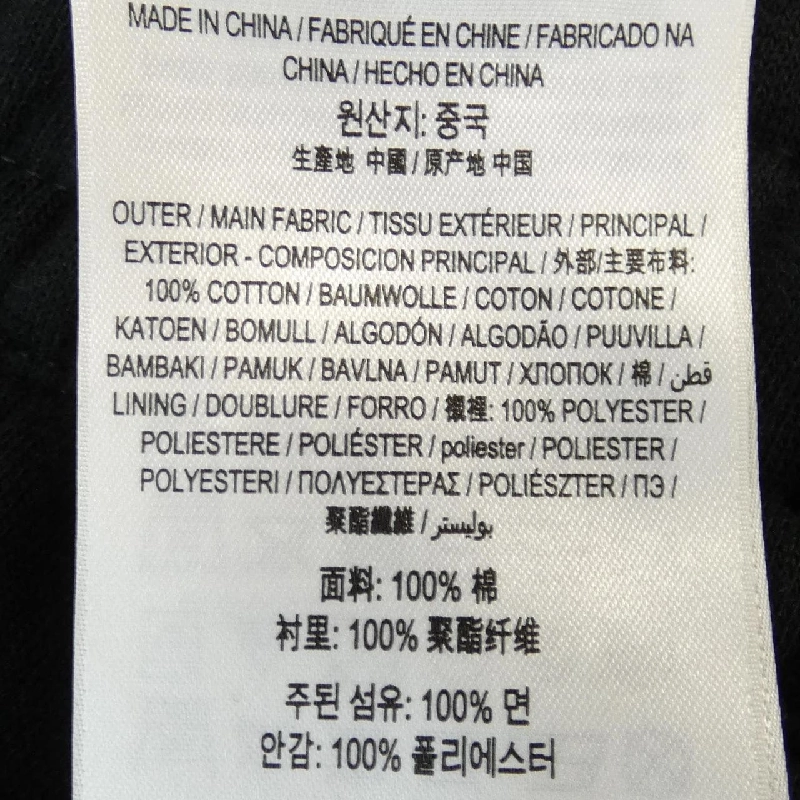 MADE IN CHINA / FABRIQUÉ EN CHINE / FABRICADO NA
CHINA / HECHO EN CHINA
원산지: 중국
生產地 中國 / 原产地 中国
OUTER / MAIN FABRIC / TISSU EXTÉRIEUR / PRINCIPAL /
EXTERIOR - COMPOSICION PRINCIPAL / 外部/主要布料:
100% COTTON / BAUMWOLLE / COTON / COTONE /
KATOEN / BOMULL / ALGODÓN / ALGODÃO / PUUVILLA /
BAMBAKI / PAMUK / BAVLNA / PAMUT / ХЛОПОК / 棉 / قطن
LINING / DOUBLURE / FORRO / 襯裡: 100% POLYESTER /
POLIESTERE / POLIÉSTER / poliester / POLIESTER /
POLYESTERI / ΠΟΛΥΕΣΤΕΡΑΣ / POLIÉSZTER / ПЭ /
聚酯纖維 / بوليستر
面料: 100% 棉
衬里: 100% 聚酯纤维
주된 섬유: 100% 면
안감: 100% 폴리에스터